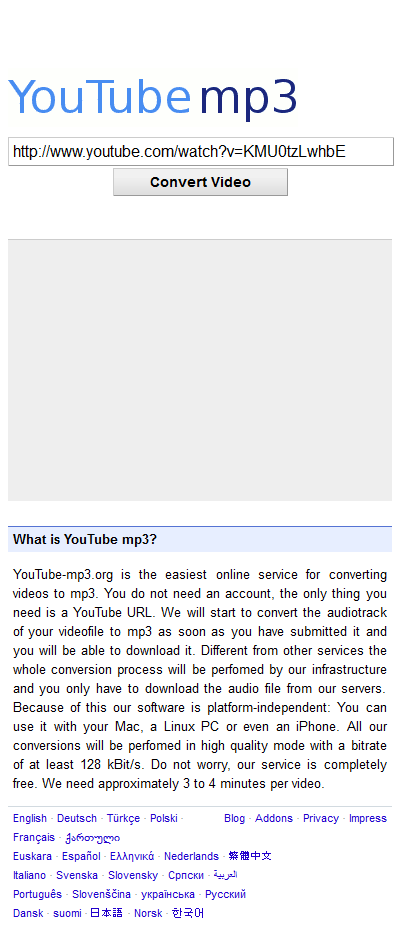 YouTube mp3
http://www.youtube.com/watch?v=KMU0tzLwhbE
Convert Video
What is YouTube mp3?
YouTube-mp3.org is the easiest online service for converting
videos to mp3. You do not need an account, the only thing you
need is a YouTube URL. We will start to convert the audiotrack
of your videofile to mp3 as soon as you have submitted it and
you will be able to download it. Different from other services the
whole conversion process will be perfomed by our infrastructure
and you only have to download the audio file from our servers.
Because of this our software is platform-independent: You can
use it with your Mac, a Linux PC or even an iPhone. All our
conversions will be perfomed in high quality mode with a bitrate
of at least 128 kBit/s. Do not worry, our service is completely
free. We need approximately 3 to 4 minutes per video.
English · Deutsch · Türkçe · Polski · Blog · Addons · Privacy · Impress
Français · ქართული
Euskara · Español · Ελληνικά · Nederlands · 繁體中文
Italiano · Svenska · Slovensky · Српски · العربية
Português · Slovenščina · українська · Русский
Dansk · suomi · 日本語 · Norsk · 한국어